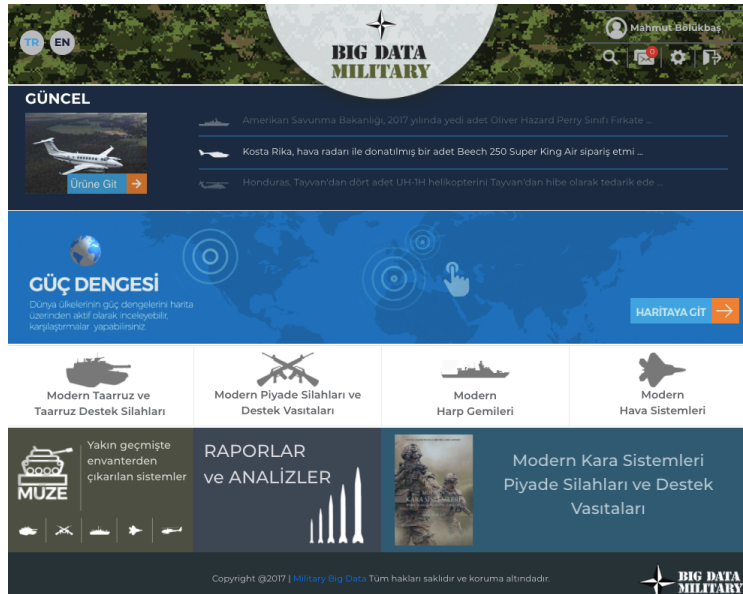 TR EN
BIG DATA
MILITARY
Mahmut Bölükbaş
9
GÜNCEL
Amerikan Savunma Bakanlığı, 2017 yılında yedi adet Oliver Hazard Perry Sınıfı Fırkate ...
Kosta Rika, hava radarı ile donatılmış bir adet Beech 250 Super King Air sipariş etmi ...
Honduras, Tayvan'dan dört adet UH-1H helikopterini Tayvan'dan hibe olarak tedarik ede ...
Ürüne Git
GÜÇ DENGESİ
Dünya ülkelerinin güç dengelerini harita
üzerinden aktif olarak inceleyebilir,
karşılaştırmalar yapabilirsiniz.
HARİTAYA GİT
Modern Taarruz ve
Taarruz Destek Silahları
Modern Piyade Silahları ve
Destek Vasıtaları
Modern
Harp Gemileri
Modern
Hava Sistemleri
MÜZE
Yakın geçmişte
envanterden
çıkarılan sistemler
RAPORLAR
ve ANALİZLER
KARA SİSTEMLERİ
Modern Kara Sistemleri
Piyade Silahları ve Destek
Vasıtaları
Copyright @2017 | Military Big Data Tüm hakları saklıdır ve koruma altındadır.
BIG DATA
MILITARY